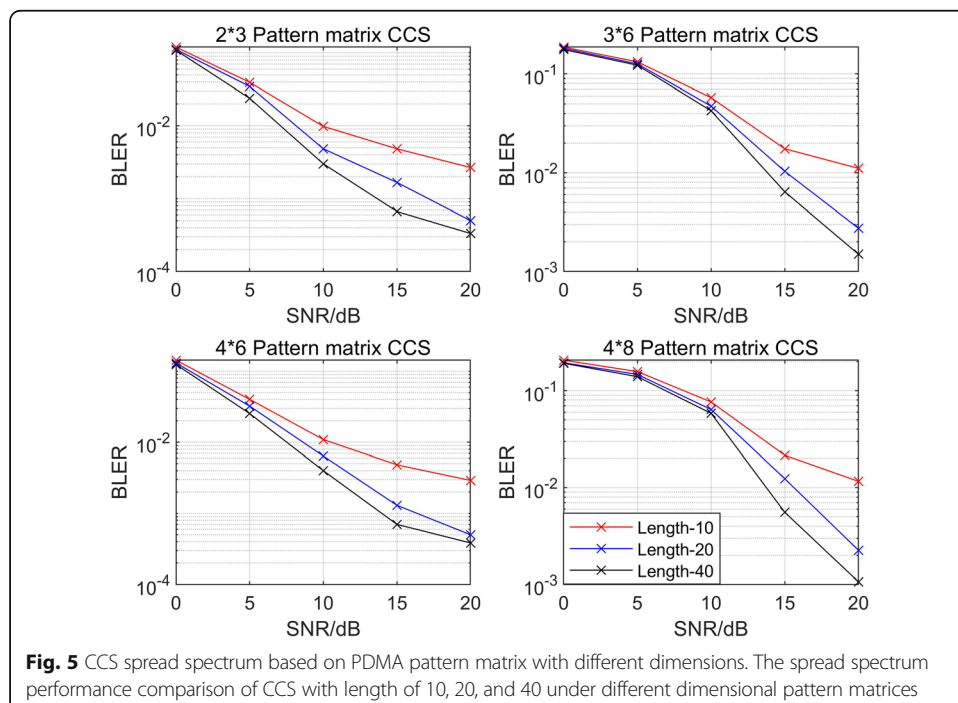 2*3 Pattern matrix CCS
BLER
10^-2
10^-4
0 5 10 15 20
SNR/dB
3*6 Pattern matrix CCS
BLER
10^-1
10^-2
10^-3
0 5 10 15 20
SNR/dB
4*6 Pattern matrix CCS
BLER
10^-2
10^-4
0 5 10 15 20
SNR/dB
4*8 Pattern matrix CCS
BLER
10^-1
10^-2
10^-3
Length-10
Length-20
Length-40
0 5 10 15 20
SNR/dB
Fig. 5 CCS spread spectrum based on PDMA pattern matrix with different dimensions. The spread spectrum
performance comparison of CCS with length of 10, 20, and 40 under different dimensional pattern matrices